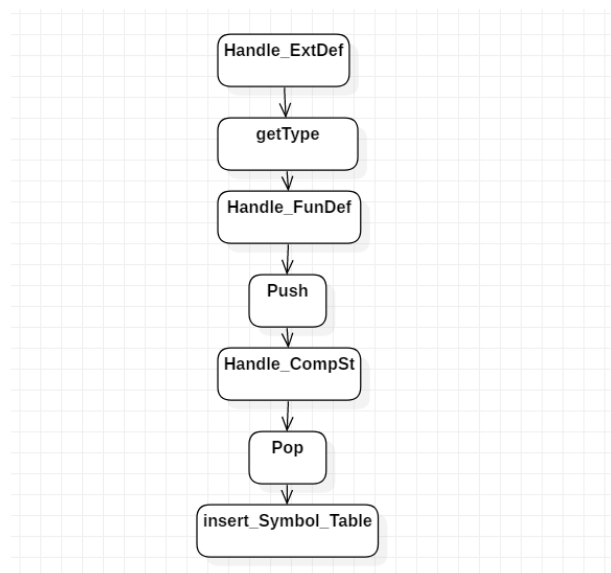 Handle_ExtDef
getType
Handle_FunDef
Push
Handle_CompSt
Pop
insert_Symbol_Table